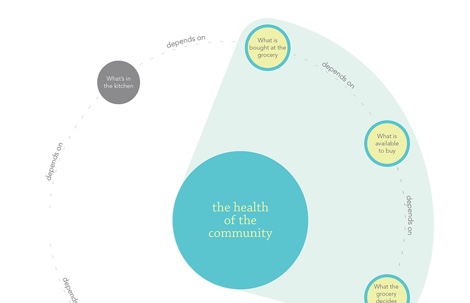 depends on
What is
bought at the
grocery
depends on
What's in
the kitchen
What is
available
to buy
depends on
depends on
the health
of the
community
depends on
What the
grocery
decides